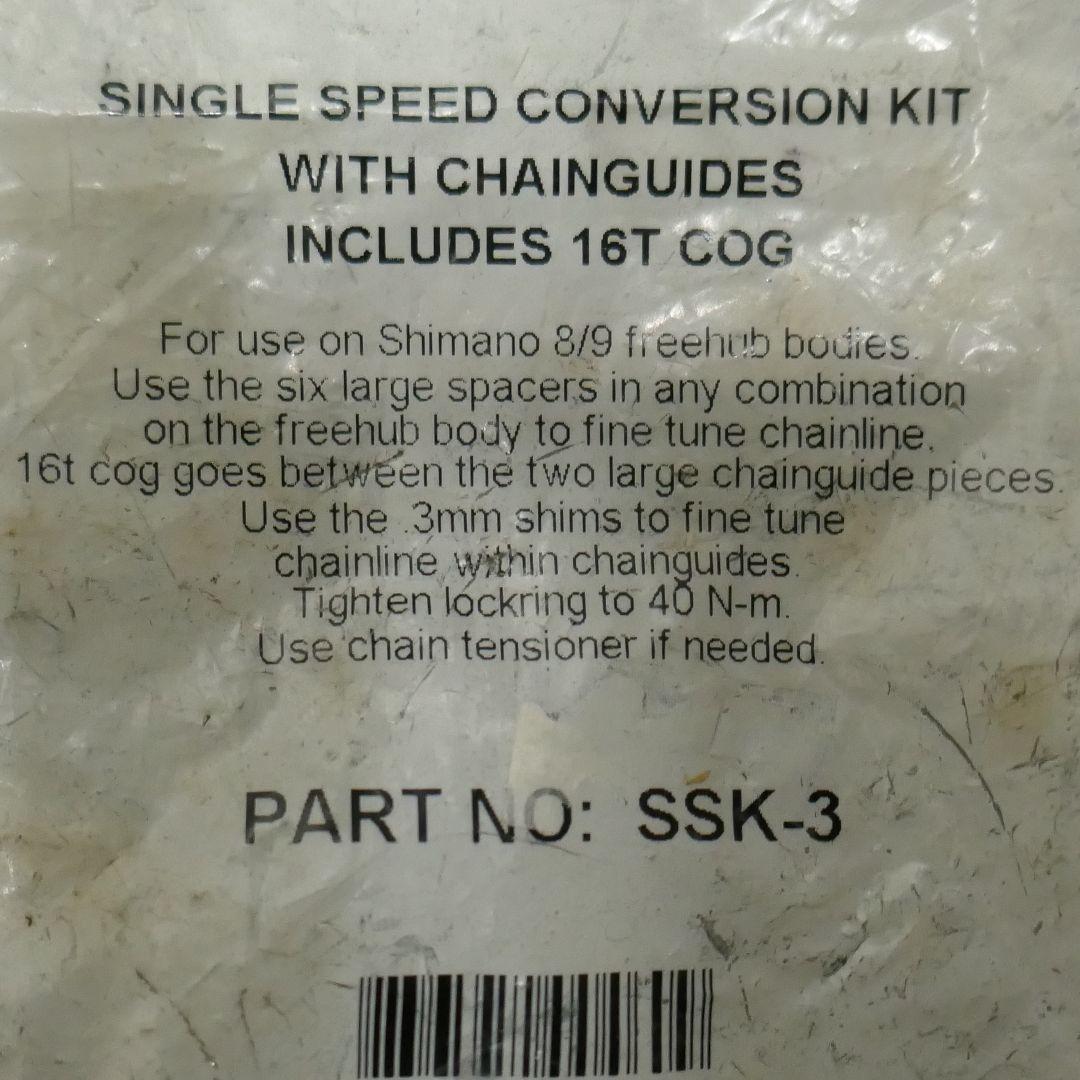 SINGLE SPEED CONVERSION KIT
WITH CHAINGUIDES
INCLUDES 16T COG
For use on Shimano 8/9 freehub bodies.
Use the six large spacers in any combination
on the freehub body to fine tune chainline.
16t cog goes between the two large chainguide pieces.
Use the .3mm shims to fine tune
chainline within chainguides.
Tighten lockring to 40 N-m.
Use chain tensioner if needed.
PART NO: SSK-3